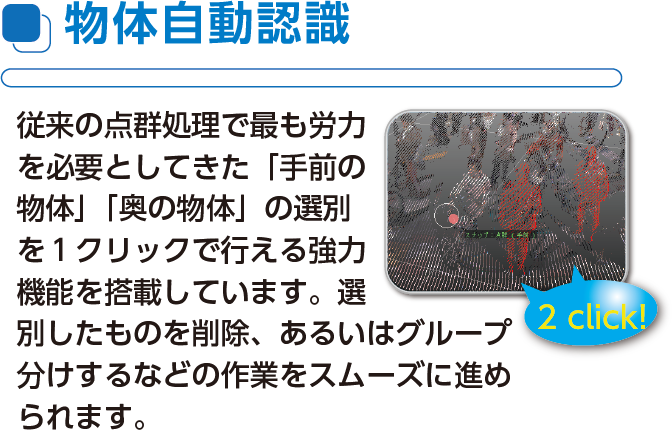 物体自動認識
従来の点群処理で最も労力
を必要としてきた「手前の
物体」「奥の物体」の選別
を1クリックで行える強力
機能を搭載しています。選
別したものを削除、あるいはグループ
分けするなどの作業をスムーズに進め
られます。
2 click!